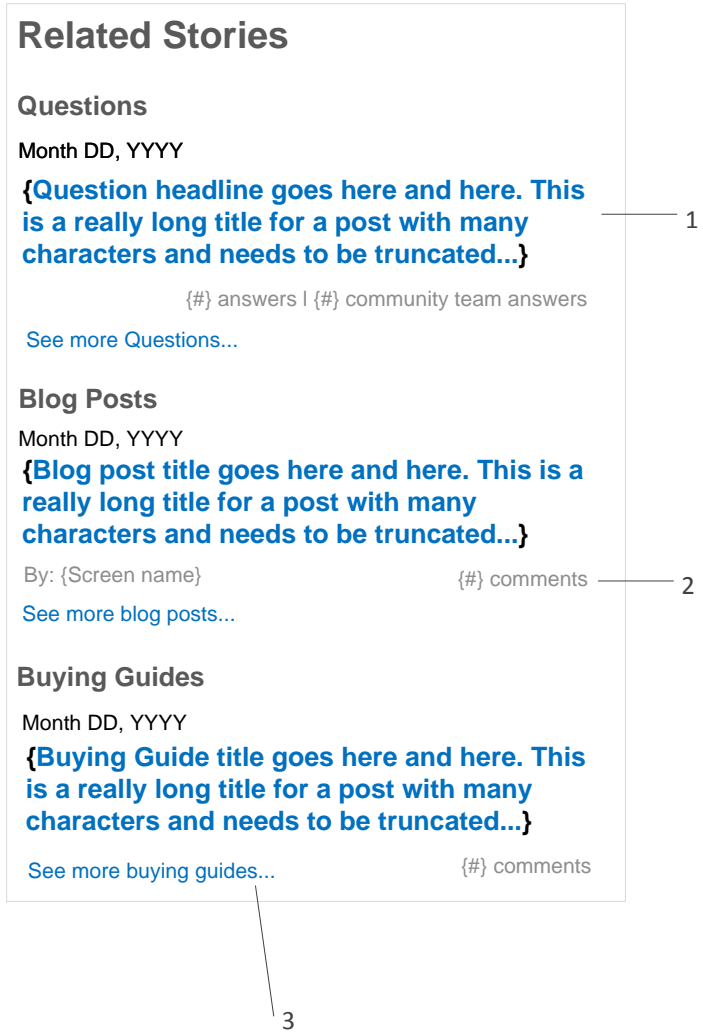 Related Stories
Questions
Month DD, YYYY
{Question headline goes here and here. This
is a really long title for a post with many
characters and needs to be truncated...}
1
{#} answers l {#} community team answers
See more Questions...
Blog Posts
Month DD, YYYY
{Blog post title goes here and here. This is a
really long title for a post with many
characters and needs to be truncated...}
By: {Screen name}
{#} comments
2
See more blog posts...
Buying Guides
Month DD, YYYY
{Buying Guide title goes here and here. This
is a really long title for a post with many
characters and needs to be truncated...}
See more buying guides...
{#} comments
3